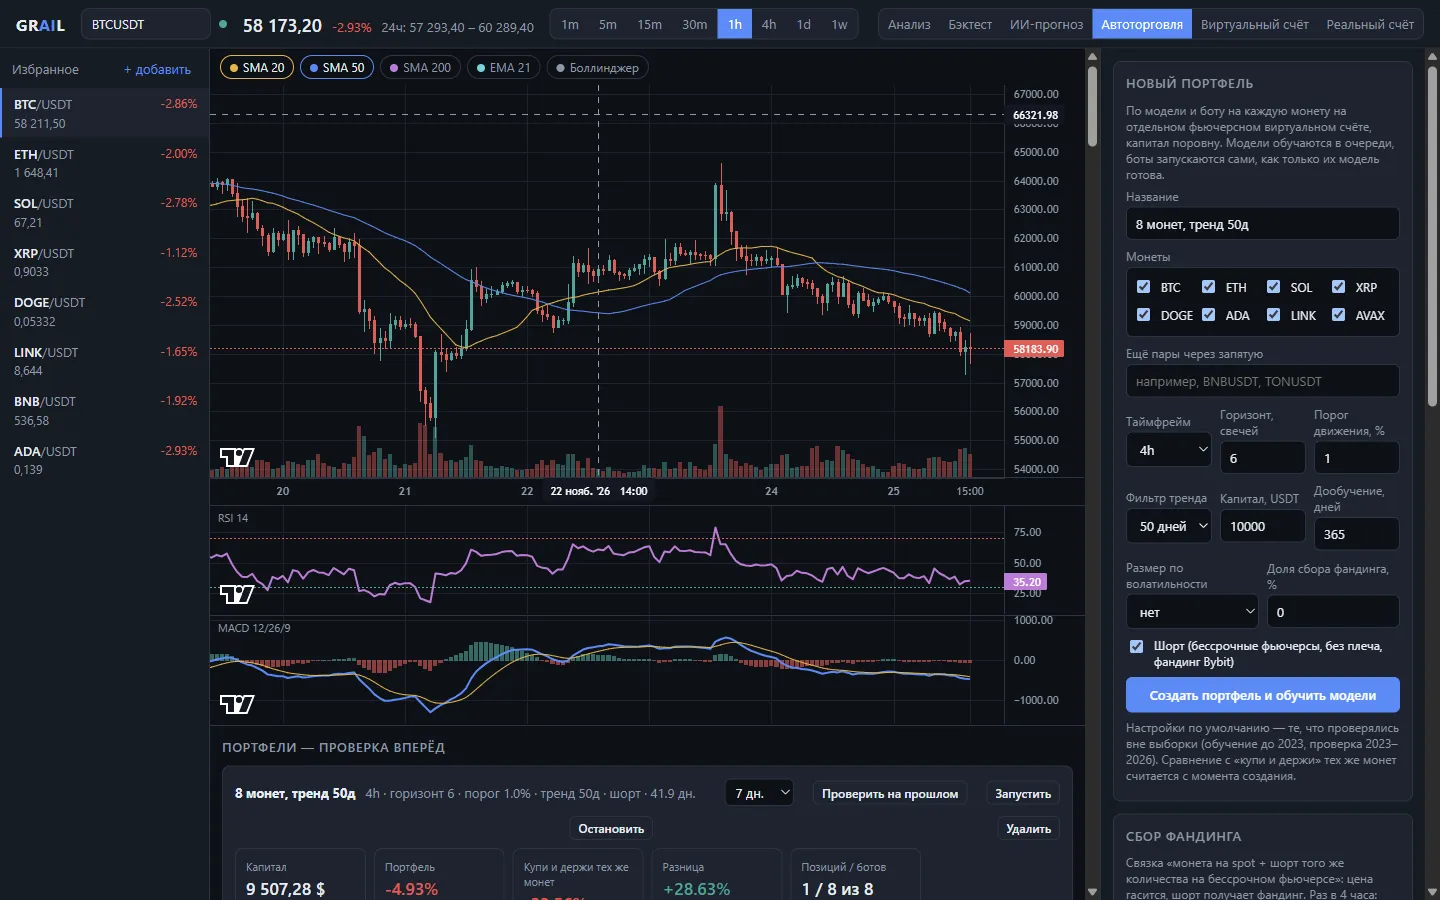 GRAIL
BTCUSDT
58 173,20 -2.93% 24ч: 57 293,40 – 60 289,40
1m 5m 15m 30m 1h 4h 1d 1w
Анализ Бэктест ИИ-прогноз Автоторговля Виртуальный счёт Реальный счёт
Избранное + добавить
BTC/USDT -2.86%
58 211,50
ETH/USDT -2.00%
1 648,41
SOL/USDT -2.78%
67,21
XRP/USDT -1.12%
0,9033
DOGE/USDT -2.52%
0,05332
LINK/USDT -1.65%
8,644
BNB/USDT -1.92%
536,58
ADA/USDT -2.93%
0,139
SMA 20 SMA 50 SMA 200 EMA 21 Боллинджер
67000.00
66321.98
65000.00
64000.00
63000.00
62000.00
61000.00
60000.00
59000.00
58183.90
57000.00
56000.00
55000.00
54000.00
20 21 22 22 нояб. '26 14:00 24 25 15:00
RSI 14
75.00
50.00
35.20
25.00
MACD 12/26/9
1000.00
0.00
−1000.00
ПОРТФЕЛИ — ПРОВЕРКА ВПЕРЁД
8 монет, тренд 50д 4h · горизонт 6 · порог 1.0% · тренд 50д · шорт · 41.9 дн.
7 дн. Проверить на прошлом Запустить
Остановить Удалить
Капитал
9 507,28 $
Портфель
-4.93%
Купи и держи тех же
монет
Разница
+28.63%
Позиций / ботов
1 / 8 из 8
НОВЫЙ ПОРТФЕЛЬ
По модели и боту на каждую монету на
отдельном фьючерсном виртуальном счёте,
капитал поровну. Модели обучаются в очереди,
боты запускаются сами, как только их модель
готова.
Название
8 монет, тренд 50д
Монеты
BTC ETH SOL XRP
DOGE ADA LINK AVAX
Ещё пары через запятую
например, BNBUSDT, TONUSDT
Таймфрейм
4h
Горизонт,
свечей
6
Порог
движения, %
1
Фильтр тренда
50 дней
Капитал, USDT
10000
Дообучение,
дней
365
Размер по
волатильности
нет
Доля сбора фандинга,
%
0
Шорт (бессрочные фьючерсы, без плеча,
фандинг Bybit)
Создать портфель и обучить модели
Настройки по умолчанию — те, что проверялись
вне выборки (обучение до 2023, проверка 2023–
2026). Сравнение с «купи и держи» тех же монет
считается с момента создания.
СБОР ФАНДИНГА
Связка «монета на spot + шорт того же
количества на бессрочном фьючерсе»: цена
гасится, шорт получает фандинг. Раз в 4 часа: